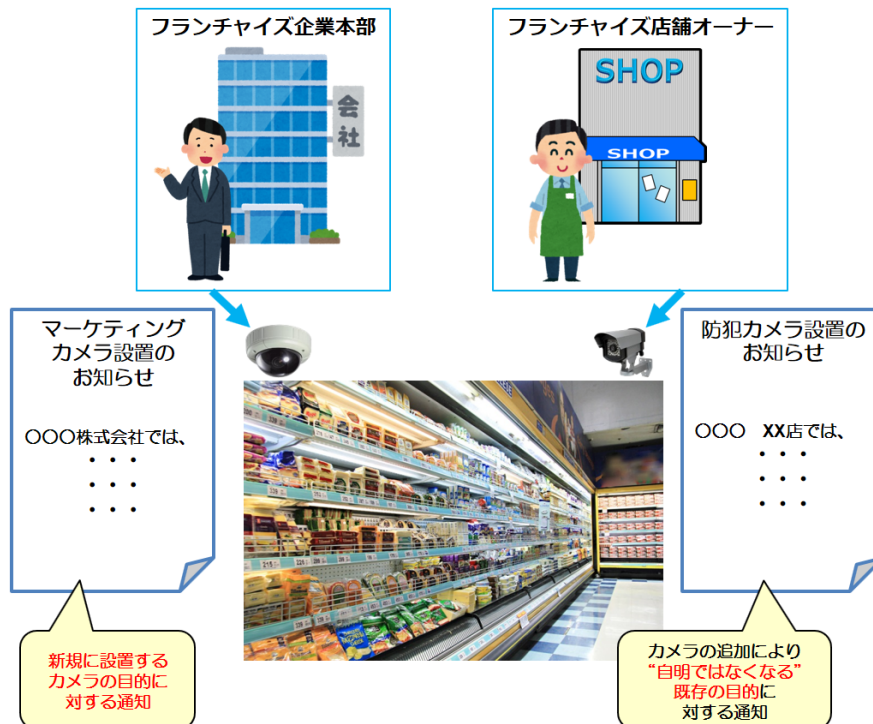 フランチャイズ企業本部
会社
フランチャイズ店舗オーナー
SHOP
SHOP
マーケティング
カメラ設置の
お知らせ
〇〇〇株式会社では、
・・・
・・・
・・・
防犯カメラ設置の
お知らせ
〇〇〇　XX店では、
・・・
・・・
・・・
新規に設置する
カメラの目的に
対する通知
カメラの追加により
“自明ではなくなる”
既存の目的に
対する通知